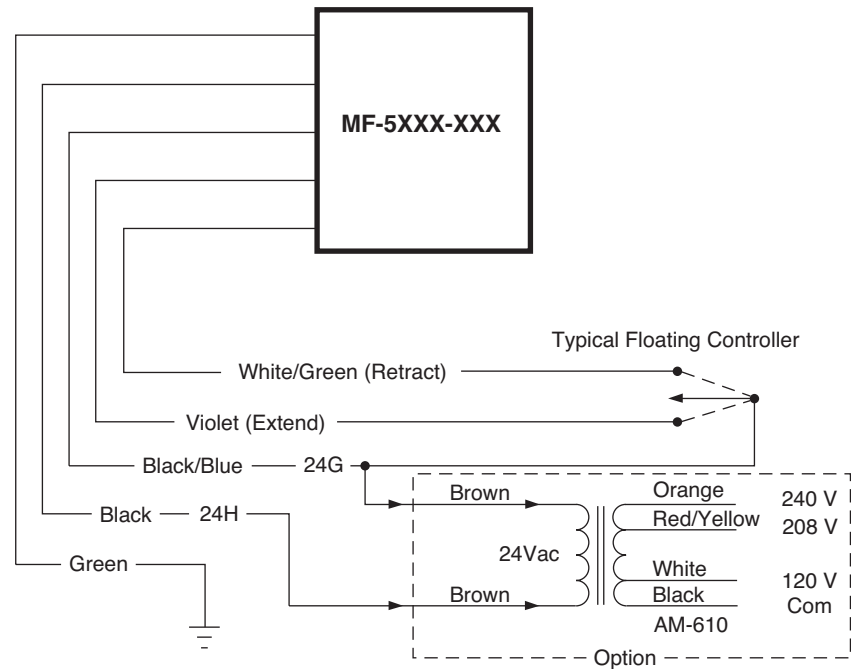 MF-5XXX-XXX
Typical Floating Controller
White/Green (Retract)
Violet (Extend)
Black/Blue 24G
Black 24H
Green
Brown
Brown
24Vac
Orange 240 V
Red/Yellow 208 V
White 120 V
Black Com
AM-610
Option